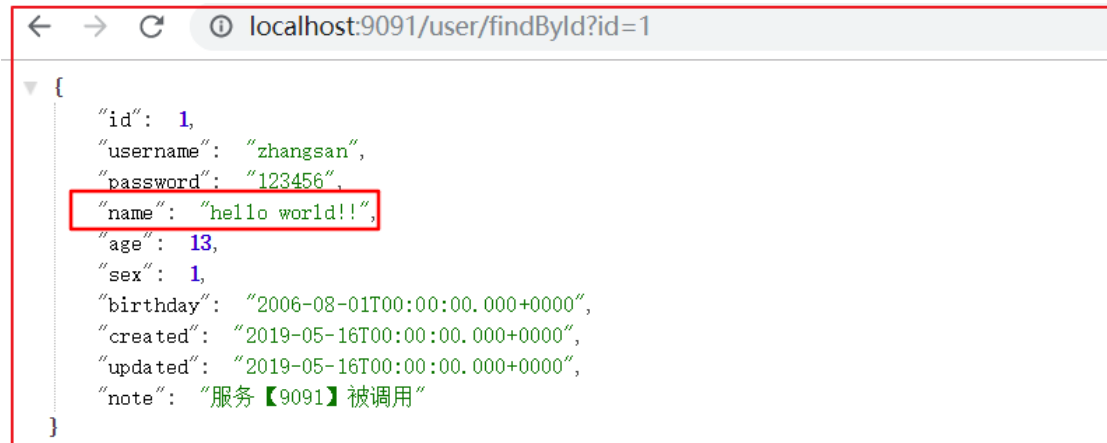 localhost:9091/user/findById?id=1
{
"id": 1,
"username": "zhangsan",
"password": "123456",
"name": "hello world!!",
"age": 13,
"sex": 1,
"birthday": "2006-08-01T00:00:00.000+0000",
"created": "2019-05-16T00:00:00.000+0000",
"updated": "2019-05-16T00:00:00.000+0000",
"note": "服务【9091】被调用"
}